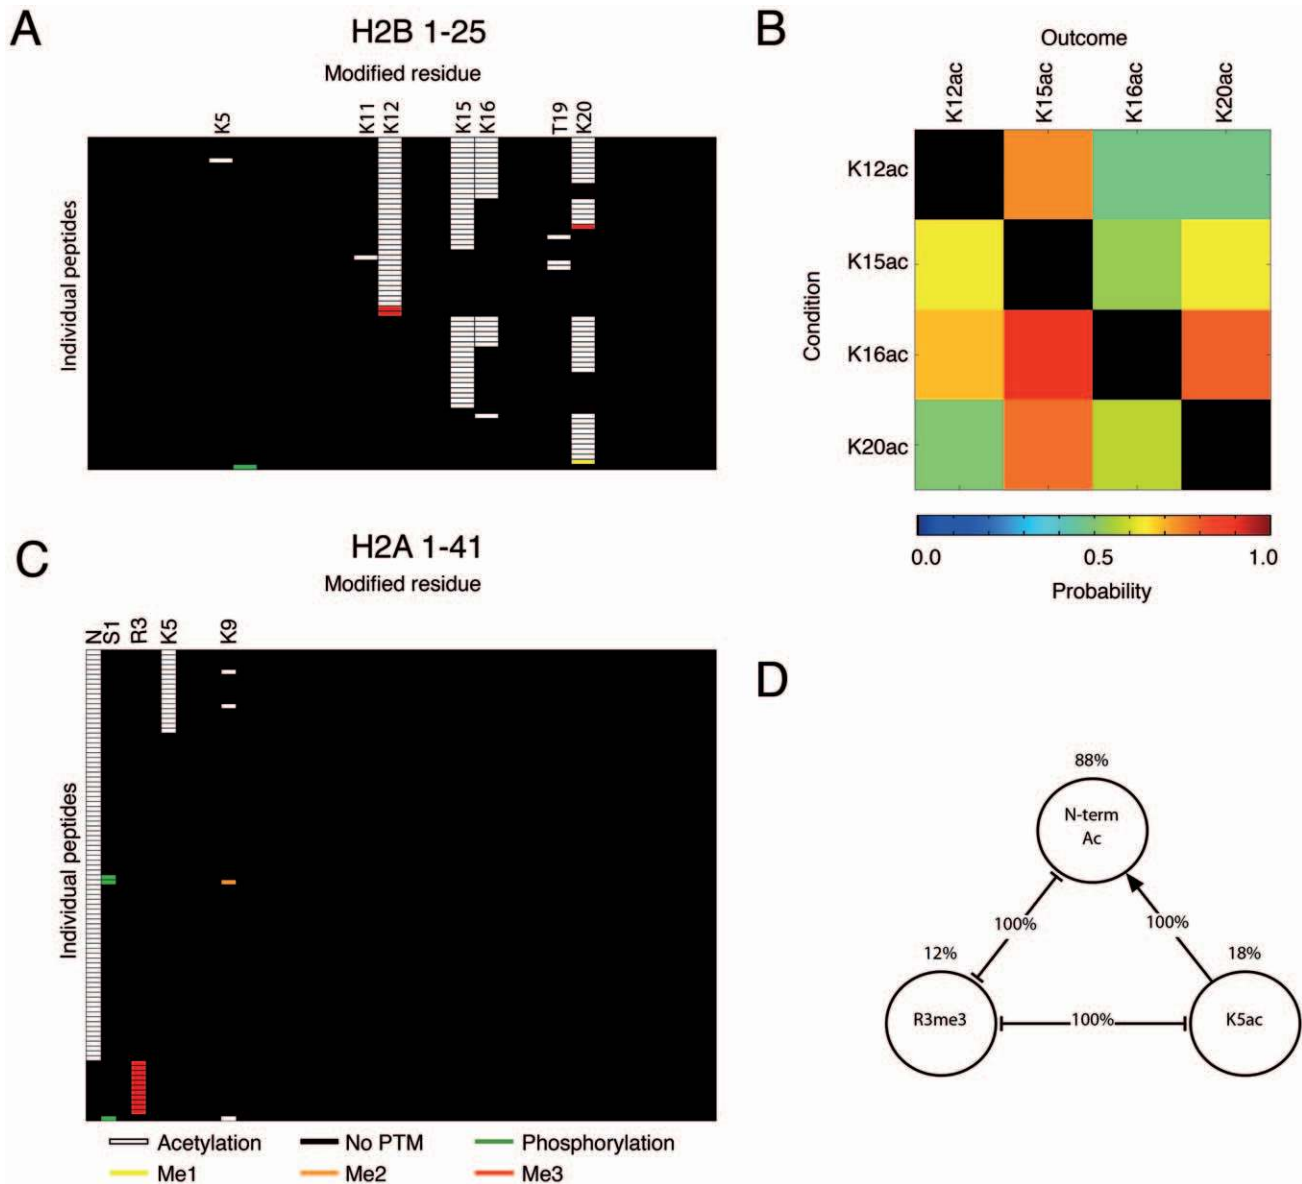 A
H2B 1-25
Modified residue
K5
K11
K12
K15
K16
T19
K20
Individual peptides
B
Outcome
K12ac
K15ac
K16ac
K20ac
Condition
K12ac
K15ac
K16ac
K20ac
0.0 0.5 1.0
Probability
C
H2A 1-41
Modified residue
N
S1
R3
K5
K9
Individual peptides
Acetylation No PTM Phosphorylation
Me1 Me2 Me3
D
88%
N-term
Ac
100% 100%
12% 18%
R3me3 100% K5ac